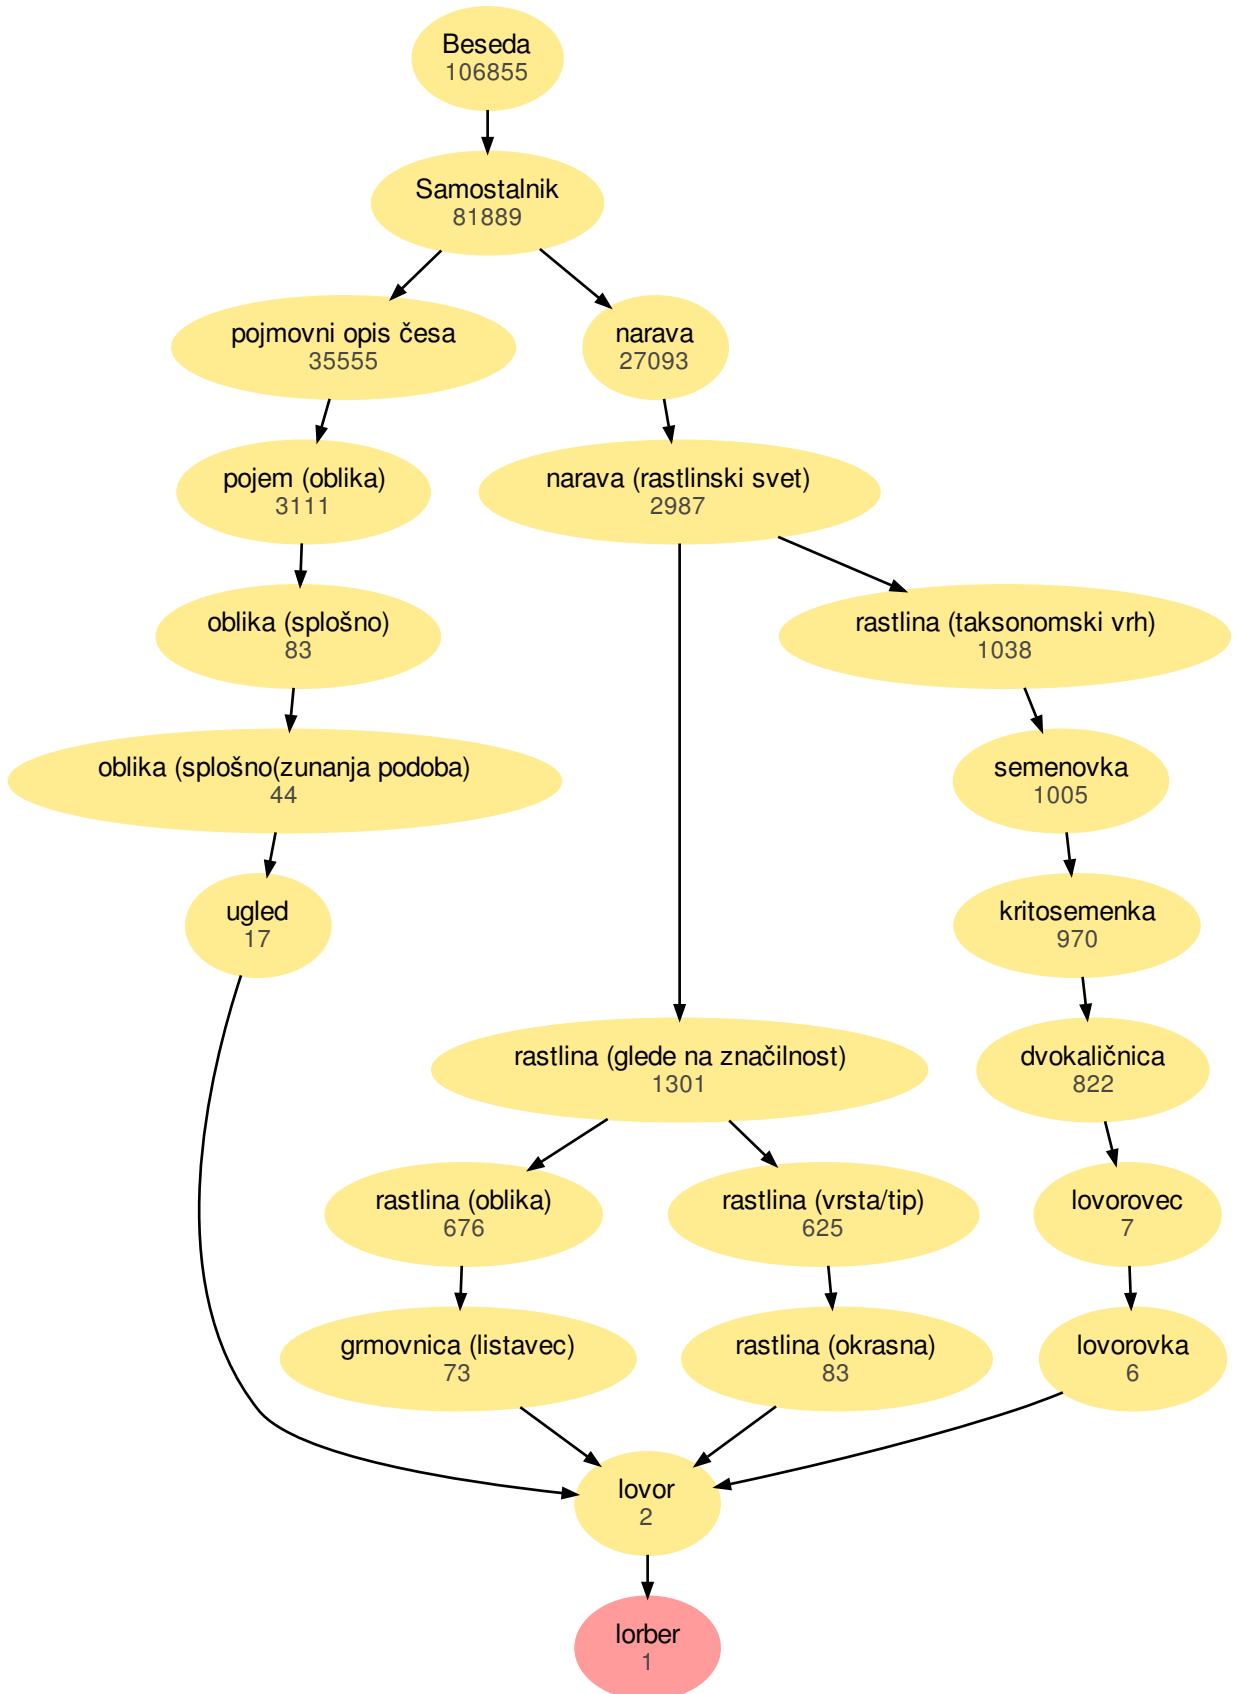 Beseda
106855
Samostalnik
81889
pojmovni opis česa
35555
narava
27093
pojem (oblika)
3111
narava (rastlinski svet)
2987
oblika (splošno)
83
rastlina (taksonomski vrh)
1038
oblika (splošno(zunanja podoba)
44
semenovka
1005
ugled
17
kritosemenka
970
rastlina (glede na značilnost)
1301
dvokaličnica
822
rastlina (oblika)
676
rastlina (vrsta/tip)
625
lovorovec
7
grmovnica (listavec)
73
rastlina (okrasna)
83
lovorovka
6
lovor
2
lorber
1